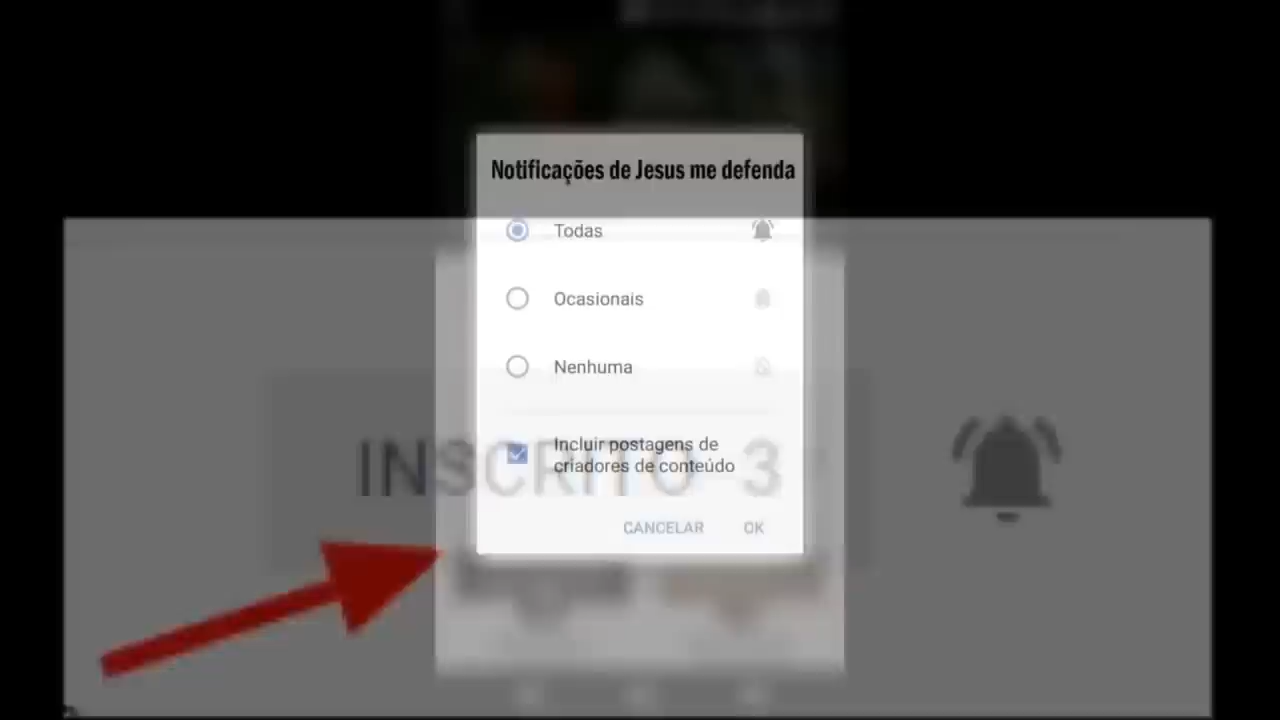 Notificações de Jesus me defenda
Todas
Ocasionais
Nenhuma
Incluir postagens de
criadores de conteúdo
INSCRITO 3
CANCELAR OK